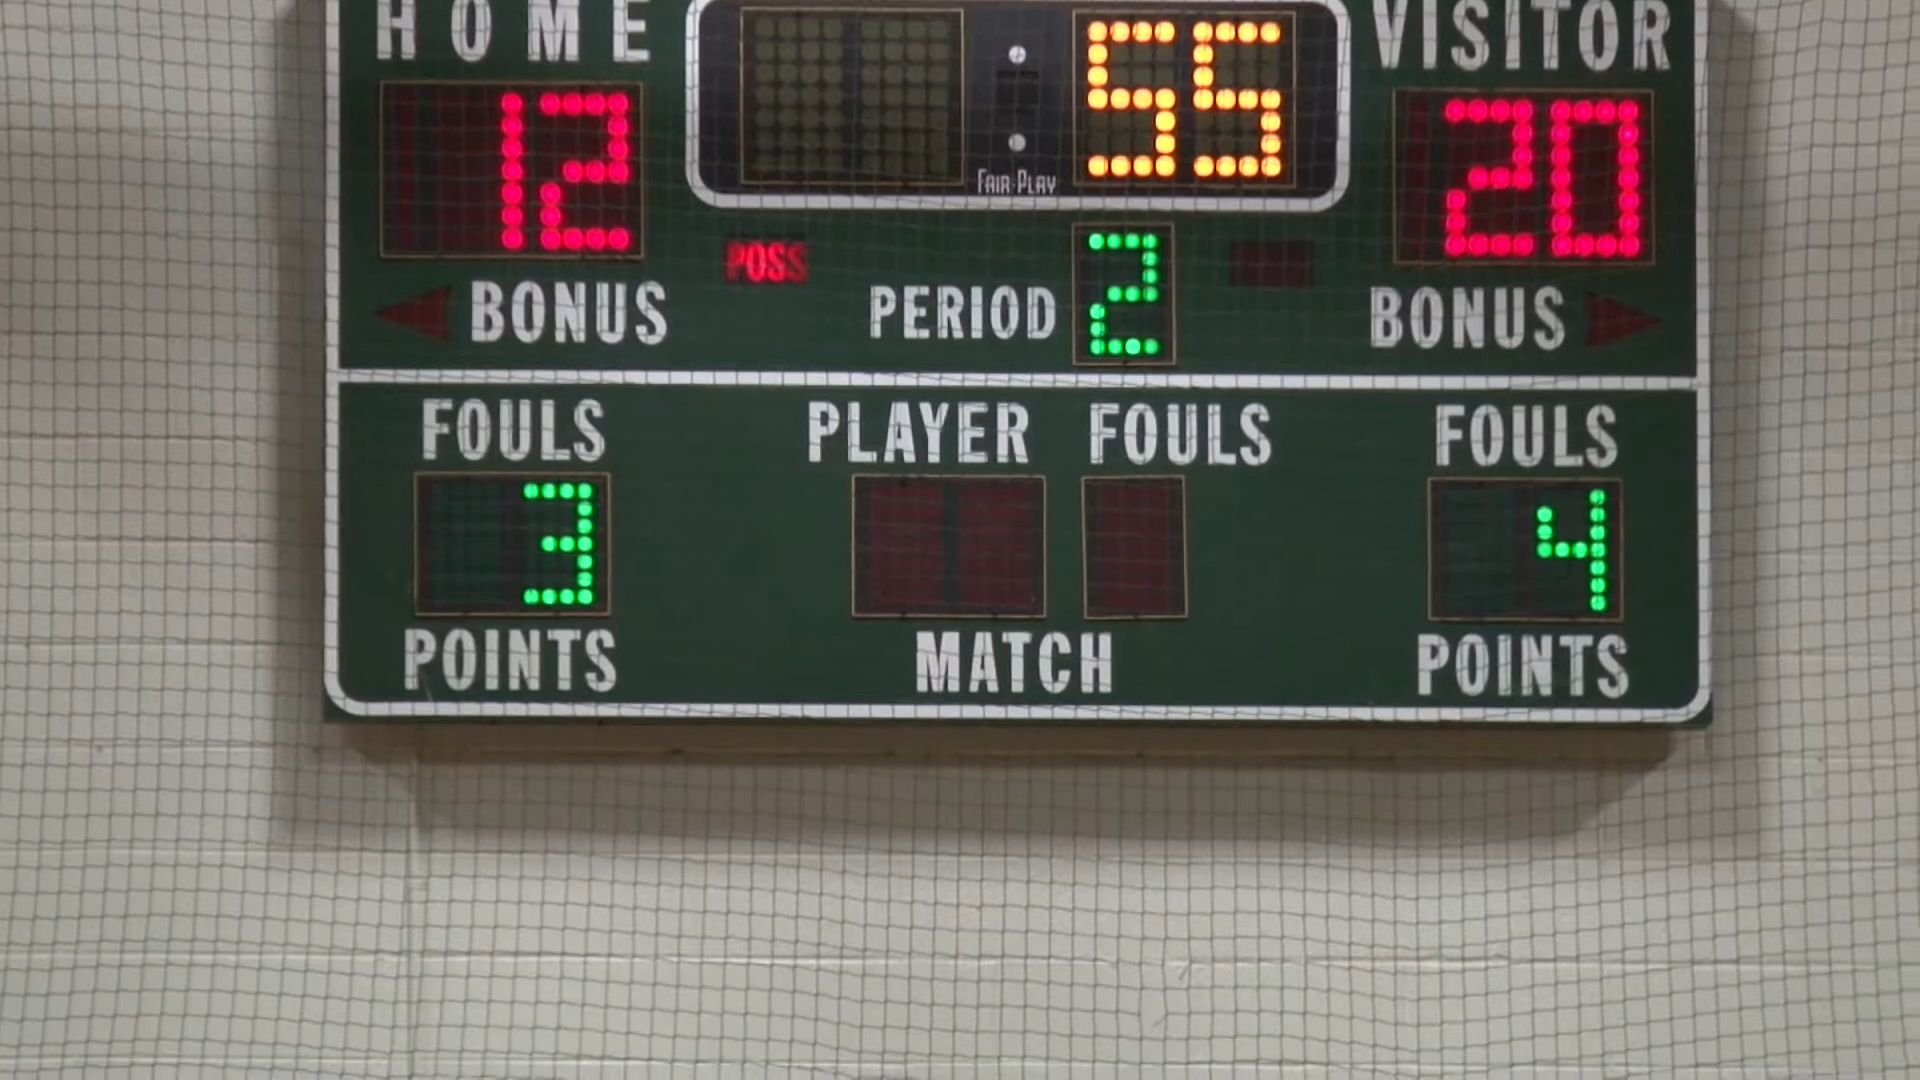 HOME : 55 VISITOR
12 FAIR-PLAY 20
POSS
BONUS PERIOD 2 BONUS
FOULS PLAYER FOULS FOULS
3 4
POINTS MATCH POINTS